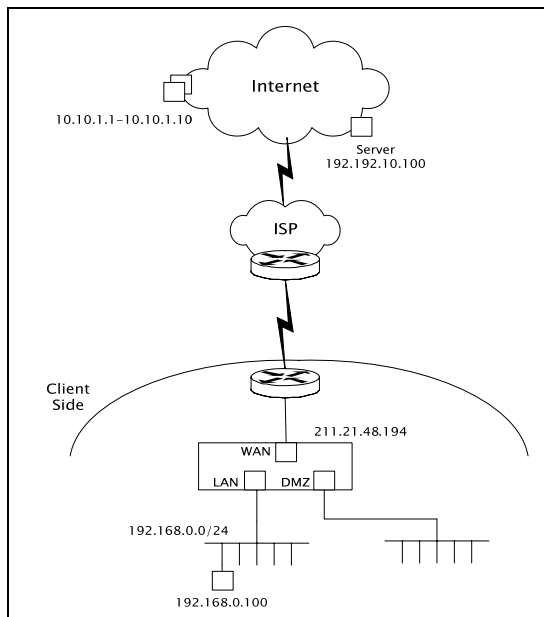 Internet
10.10.1.1-10.10.1.10
Server
192.192.10.100
ISP
Client
Side
211.21.48.194
WAN
LAN
DMZ
192.168.0.0/24
192.168.0.100